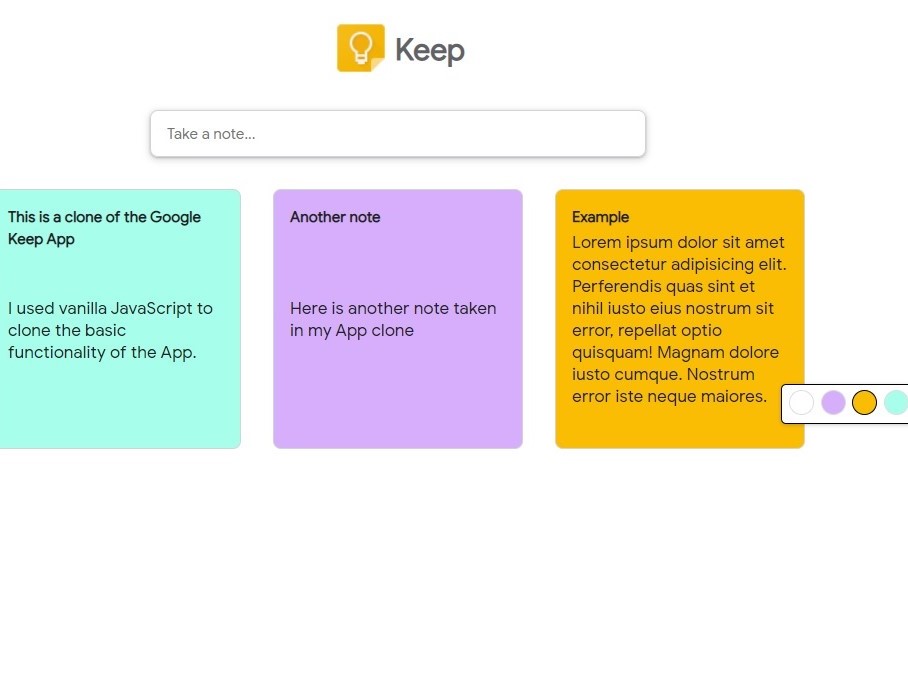 Keep
Take a note...
This is a clone of the Google
Keep App
I used vanilla JavaScript to
clone the basic
functionality of the App.
Another note
Here is another note taken
in my App clone
Example
Lorem ipsum dolor sit amet
consectetur adipisicing elit.
Perferendis quas sint et
nihil iusto eius nostrum sit
error, repellat optio
quisquam! Magnam dolore
iusto cumque. Nostrum
error iste neque maiores.